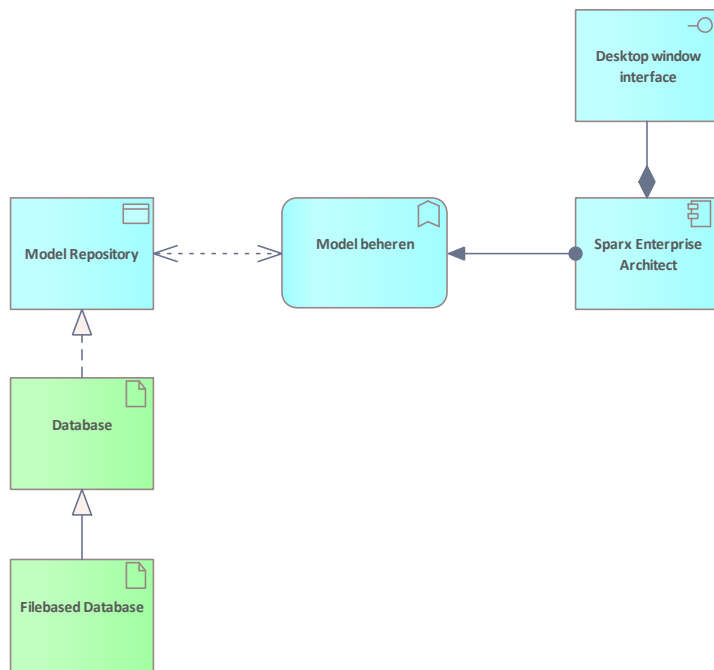 Desktop window
interface
Model Repository
Model beheren
Sparx Enterprise
Architect
Database
Filebased Database